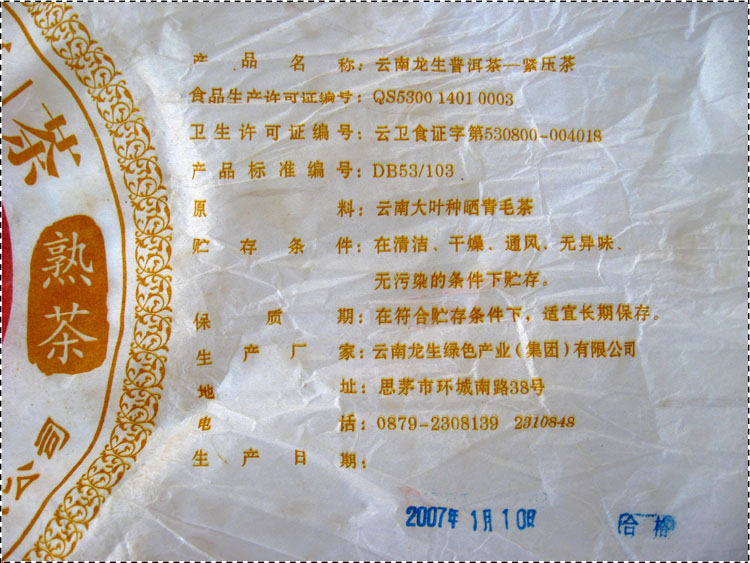 产品名称：云南龙生普洱茶—紧压茶
食品生产许可证编号：QS5300 1401 0003
卫生许可证编号：云卫食证字第530800-004018
产品标准编号：DB53/103
原料：云南大叶种晒青毛茶
贮存条件：在清洁、干燥、通风、无异味、
无污染的条件下贮存。
保质期：在符合贮存条件下，适宜长期保存。
生产厂家：云南龙生绿色产业（集团）有限公司
地址：思茅市环城南路38号
电话：0879-2308139 2310848
生产日期：
2007年 1月10日 合格
茶
熟茶
公司